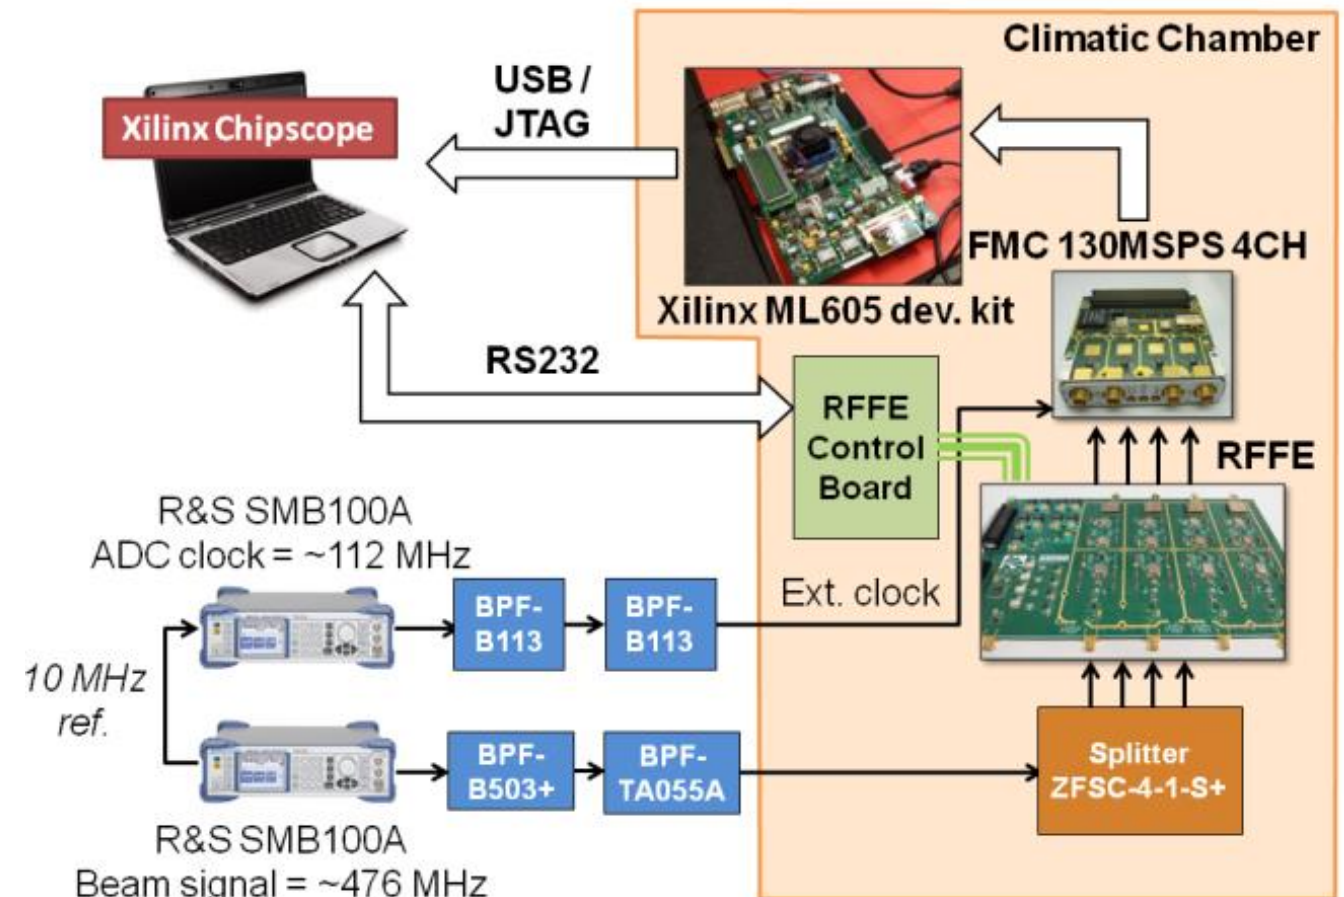 Climatic Chamber
USB /
JTAG
Xilinx Chipscope
FMC 130MSPS 4CH
Xilinx ML605 dev. kit
RS232
RFFE
Control
Board
RFFE
R&S SMB100A
ADC clock = ~112 MHz
BPF-
B113
BPF-
B113
Ext. clock
10 MHz
ref.
BPF-
B503+
BPF-
TA055A
Splitter
ZFSC-4-1-S+
R&S SMB100A
Beam signal = ~476 MHz